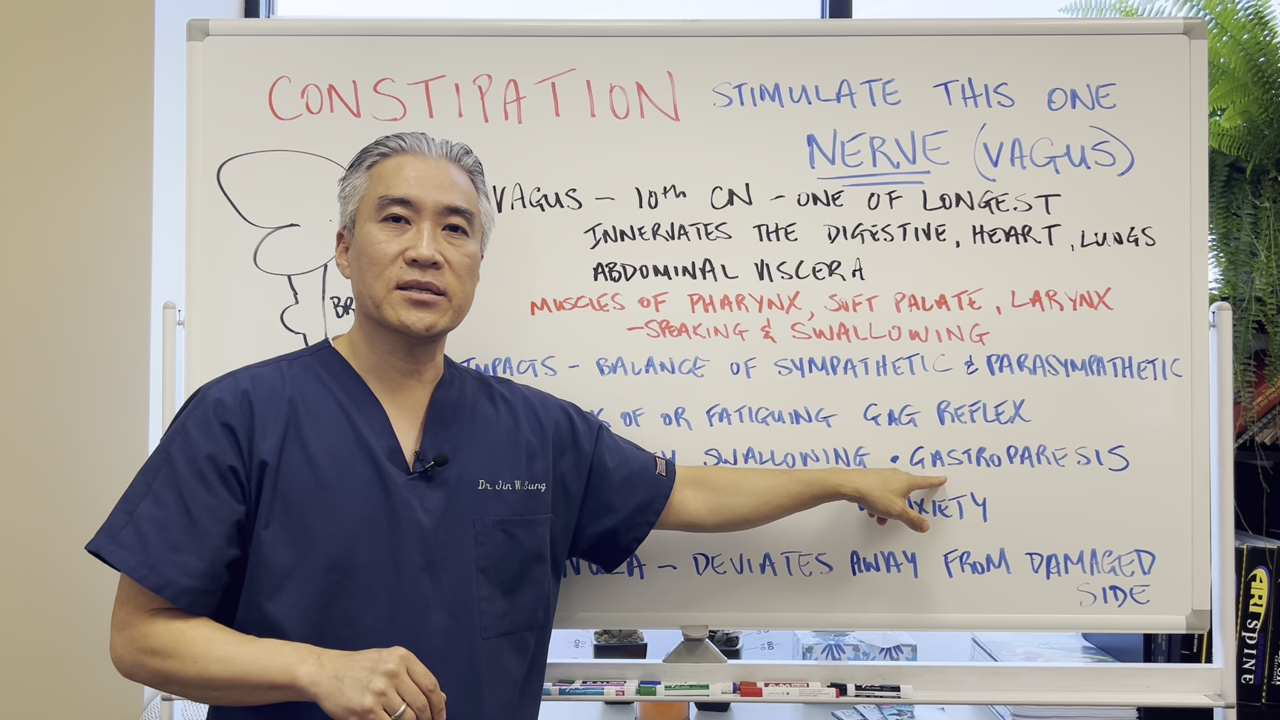 CONSTIPATION STIMULATE THIS ONE
NERVE (VAGUS)
VAGUS - 10th CN - ONE OF LONGEST
INNERVATES THE DIGESTIVE, HEART, LUNGS
ABDOMINAL VISCERA
MUSCLES OF PHARYNX, SOFT PALATE, LARYNX
- SPEAKING & SWALLOWING
IMPACTS - BALANCE OF SYMPATHETIC & PARASYMPATHETIC
OF OR FATIGUING GAG REFLEX
SWALLOWING • GASTROPARESIS
DEVIATES AWAY FROM DAMAGED
SIDE
Dr. Jin W. Sung
ARI SPINE